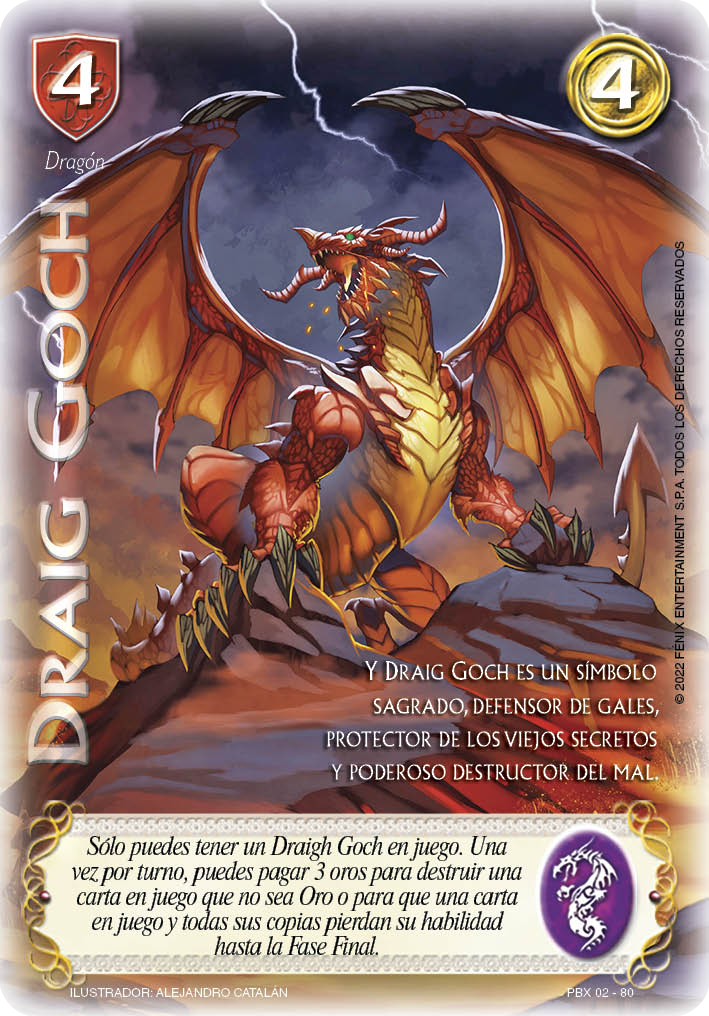 4
4
Dragón
DRAIG GOCH
Y DRAIG GOCH ES UN SÍMBOLO
SAGRADO, DEFENSOR DE GALES,
PROTECTOR DE LOS VIEJOS SECRETOS
Y PODEROSO DESTRUCTOR DEL MAL.
© 2022 FÉNIX ENTERTAINMENT S.P.A. TODOS LOS DERECHOS RESERVADOS
Sólo puedes tener un Draigh Goch en juego. Una
vez por turno, puedes pagar 3 oros para destruir una
carta en juego que no sea Oro o para que una carta
en juego y todas sus copias pierdan su habilidad
hasta la Fase Final.
ILUSTRADOR: ALEJANDRO CATALÁN
PBX 02 - 80